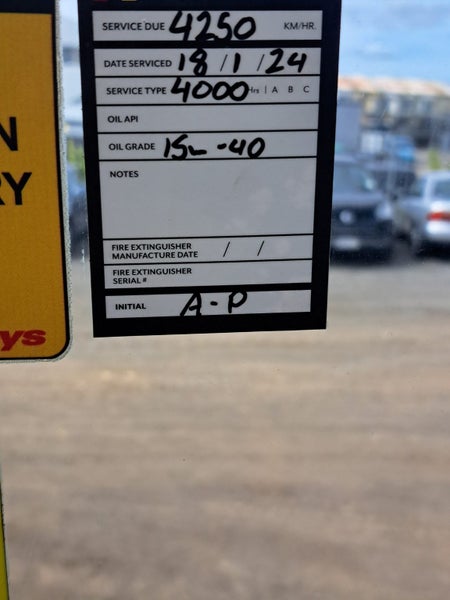 SERVICE DUE 4250 KM/HR.
DATE SERVICED 18/1/24
SERVICE TYPE 4000 Hrs | A B C
OIL API
OIL GRADE 15w-40
NOTES
FIRE EXTINGUISHER
MANUFACTURE DATE / /
FIRE EXTINGUISHER
SERIAL #
INITIAL A-P
N
RY
ys